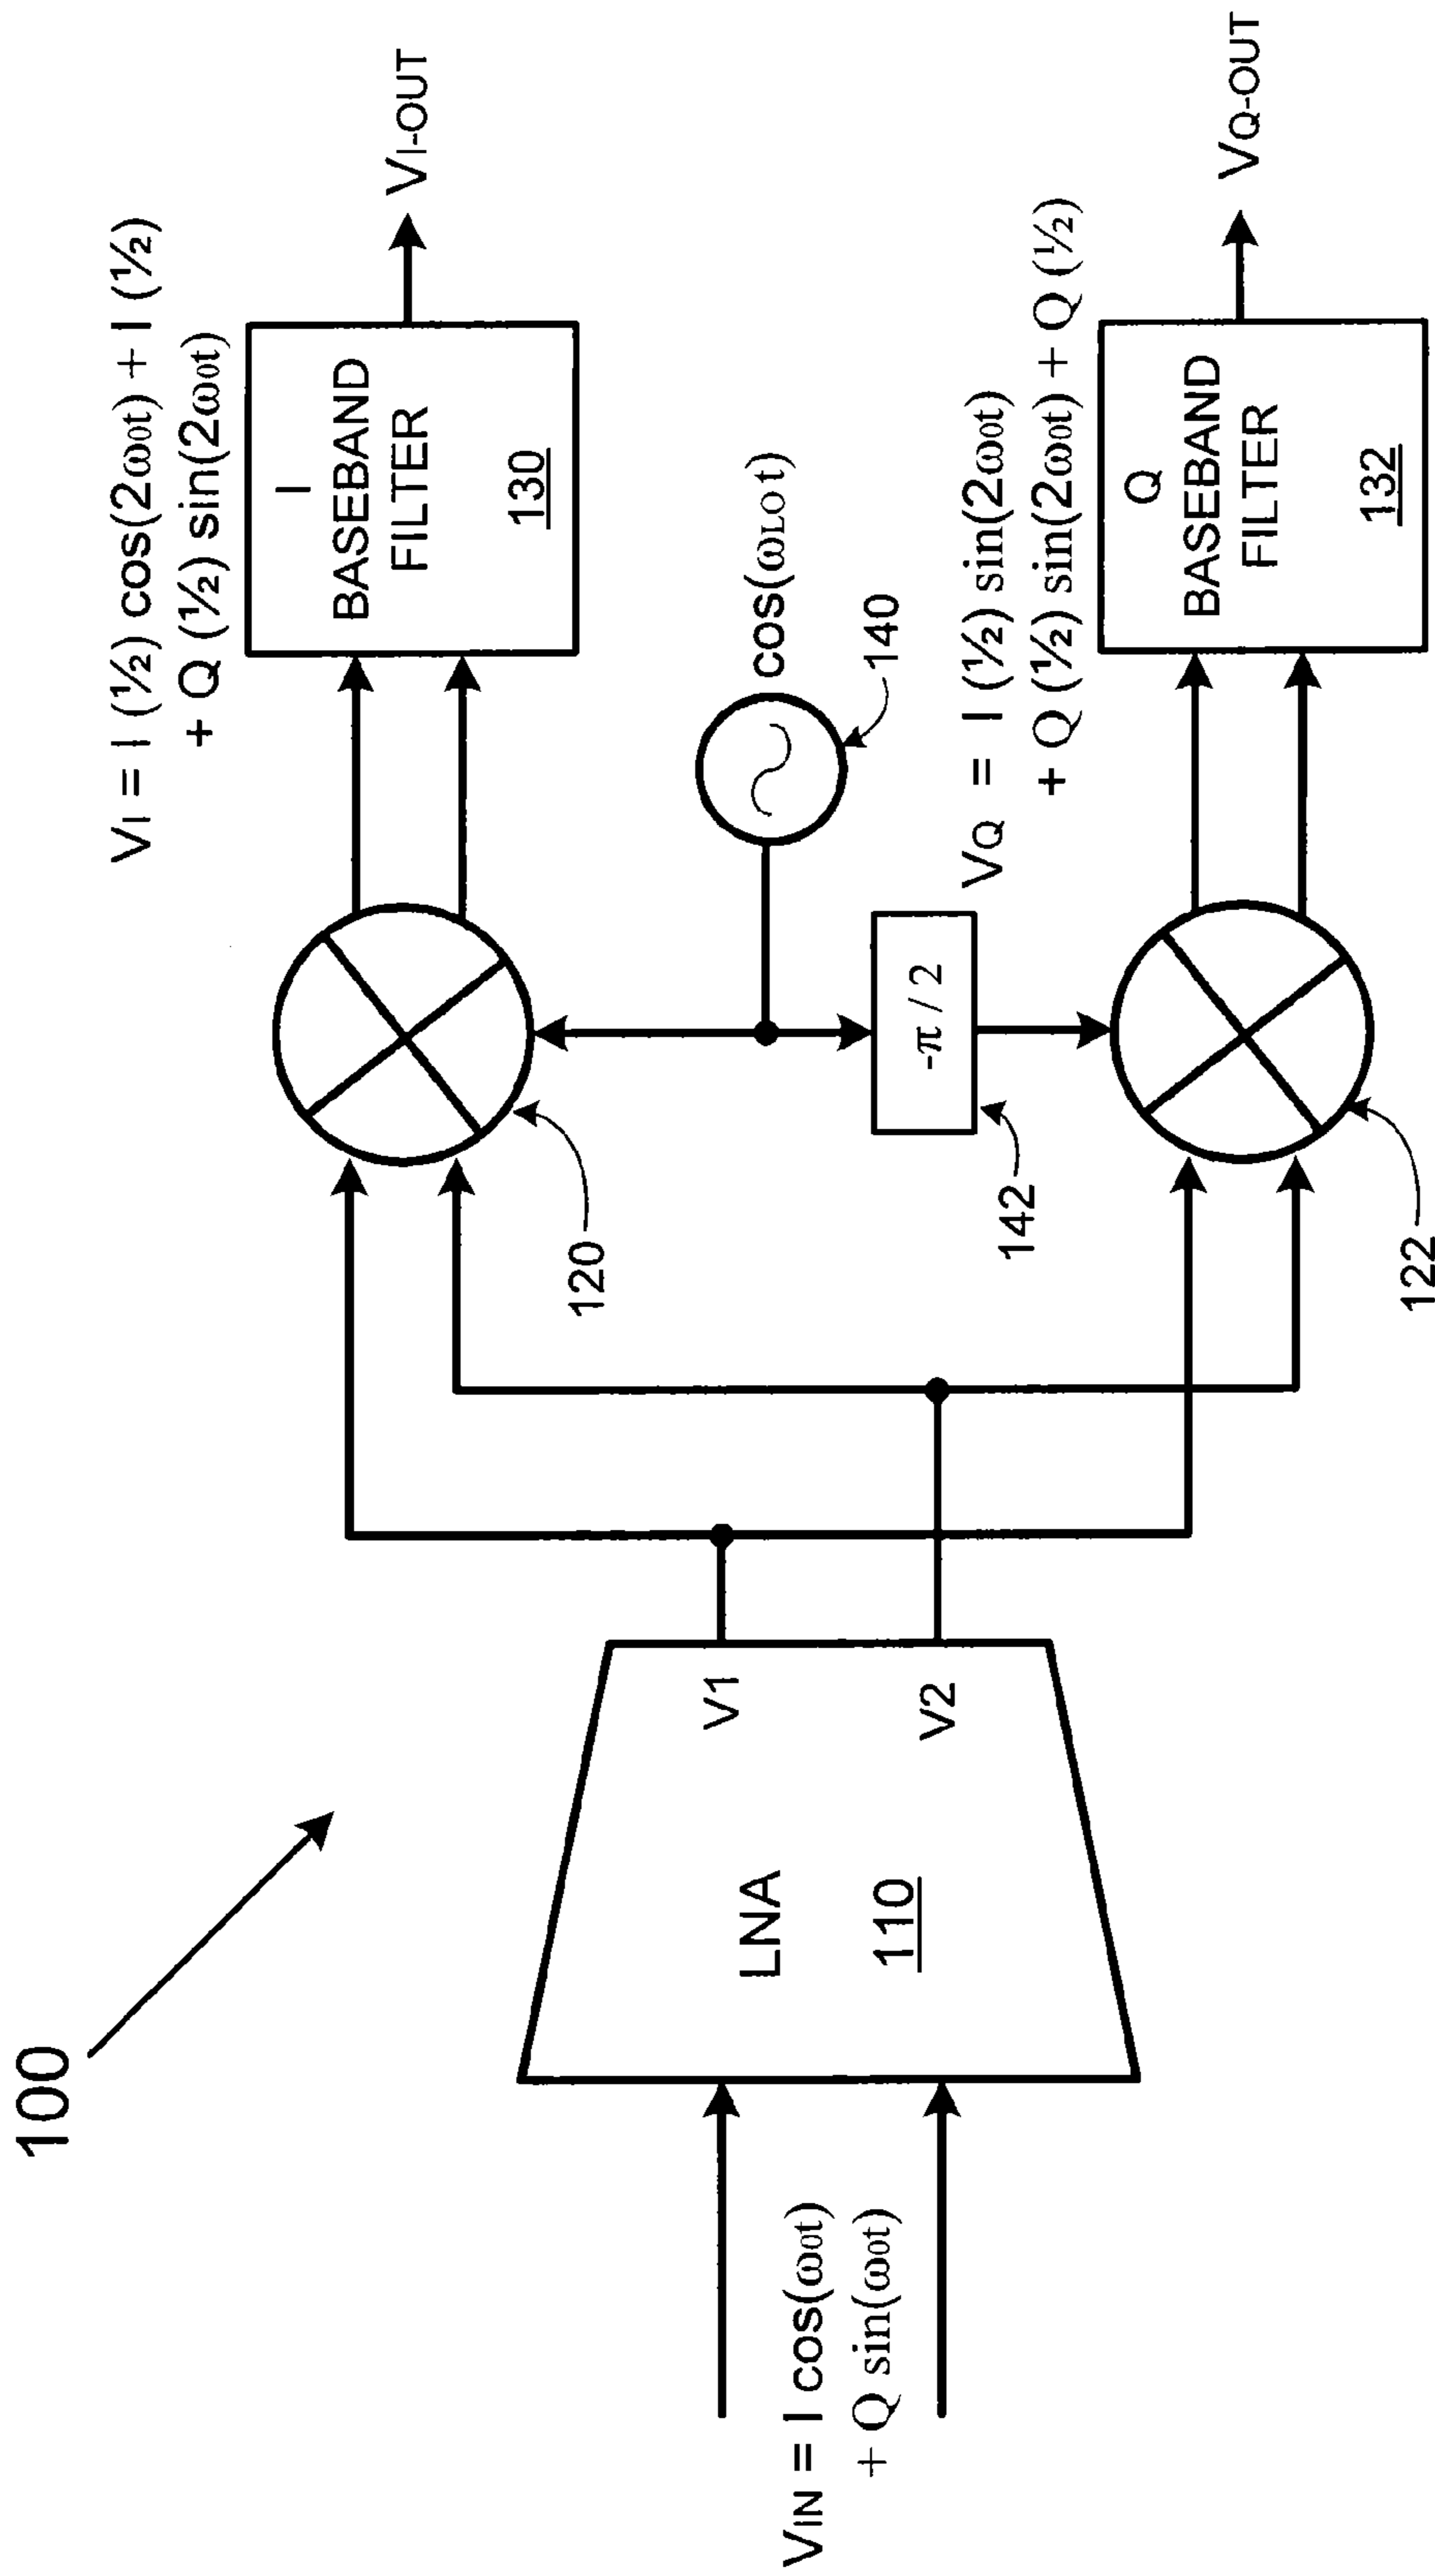 100
VIN = I COS(ω0t)
+ Q sin(ω0t)
LNA
110
V1
V2
120
122
142
-π / 2
140
cos(ωLO t)
VI = I (½) cos(2ω0t) + I (½)
+ Q (½) sin(2ω0t)
I
BASEBAND
FILTER
130
VI-OUT
VQ = I (½) sin(2ω0t)
+ Q (½) sin(2ω0t) + Q (½)
Q
BASEBAND
FILTER
132
VQ-OUT